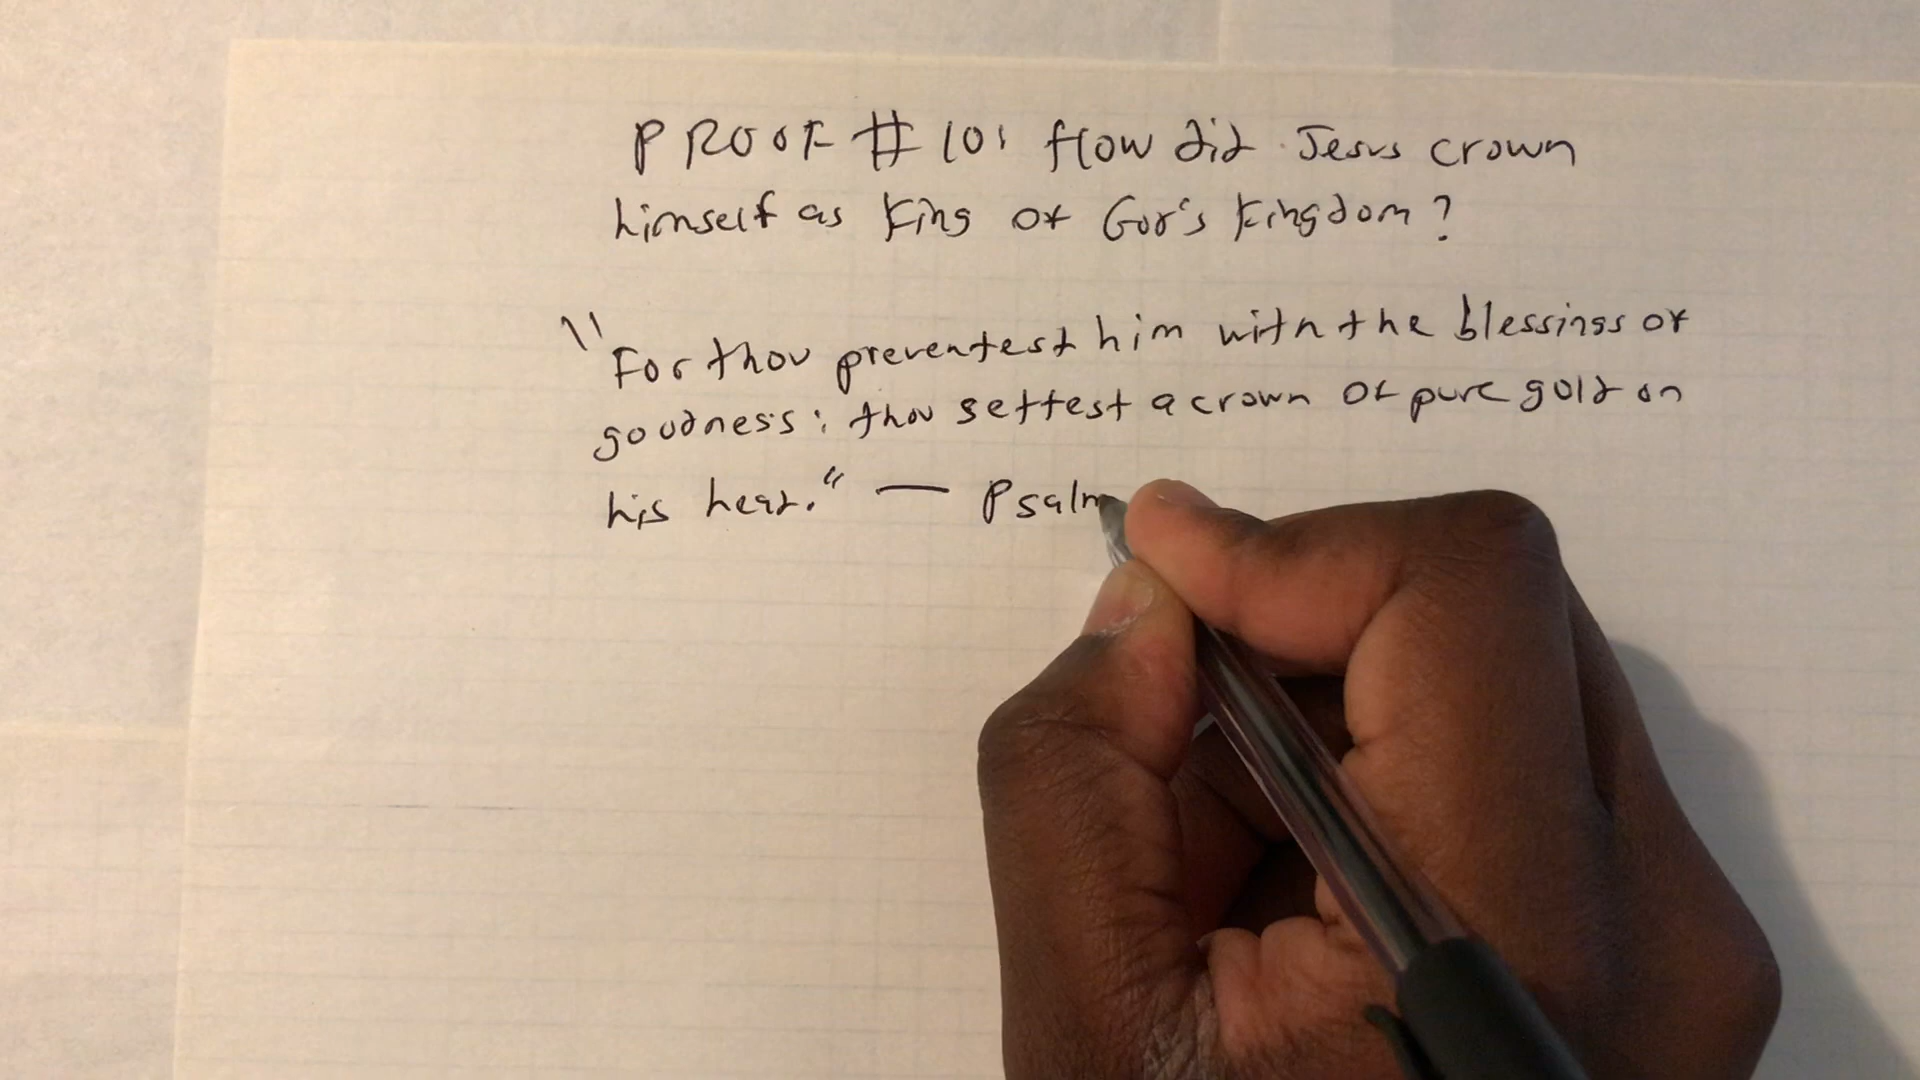 PROOF #10: How did Jesus crown
himself as King of God's Kingdom?
"For thou preventest him with the blessings of
goodness: thou settest a crown of pure gold on
his head." — Psalm